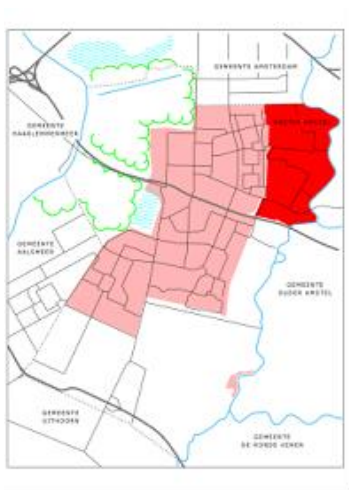 GEMEENTE AMSTERDAM
GEMEENTE
HAARLEMMERMEER
GEMEENTE
AALSMEER
GEMEENTE
OUDER AMSTEL
GEMEENTE
UITHOORN
GEMEENTE
DE RONDE VENEN